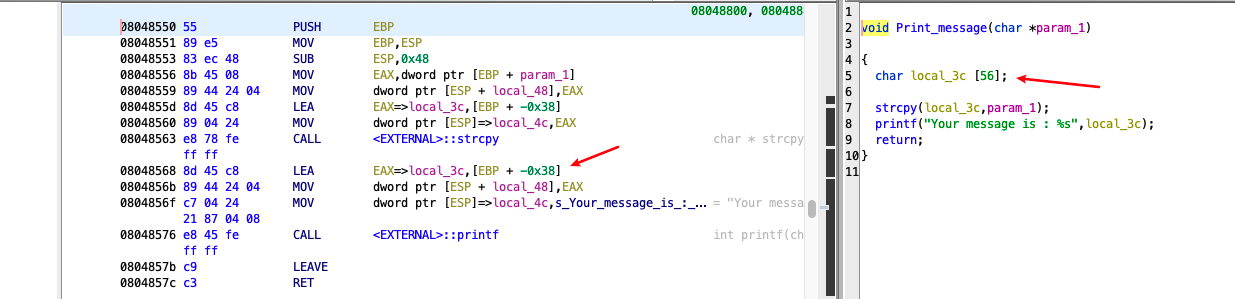 08048800, 080488
08048550 55 PUSH EBP
08048551 89 e5 MOV EBP,ESP
08048553 83 ec 48 SUB ESP,0x48
08048556 8b 45 08 MOV EAX,dword ptr [EBP + param_1]
08048559 89 44 24 04 MOV dword ptr [ESP + local_48],EAX
0804855d 8d 45 c8 LEA EAX=>local_3c,[EBP + -0x38]
08048560 89 04 24 MOV dword ptr [ESP]=>local_4c,EAX
08048563 e8 78 fe CALL <EXTERNAL>::strcpy char * strcpy
ff ff
08048568 8d 45 c8 LEA EAX=>local_3c,[EBP + -0x38]
0804856b 89 44 24 04 MOV dword ptr [ESP + local_48],EAX
0804856f c7 04 24 MOV dword ptr [ESP]=>local_4c,s_Your_message_is_:_... = "Your messa
21 87 04 08
08048576 e8 45 fe CALL <EXTERNAL>::printf int printf(ch
ff ff
0804857b c9 LEAVE
0804857c c3 RET
1
2 void Print_message(char *param_1)
3
4 {
5 char local_3c [56];
6
7 strcpy(local_3c,param_1);
8 printf("Your message is : %s",local_3c);
9 return;
10 }
11